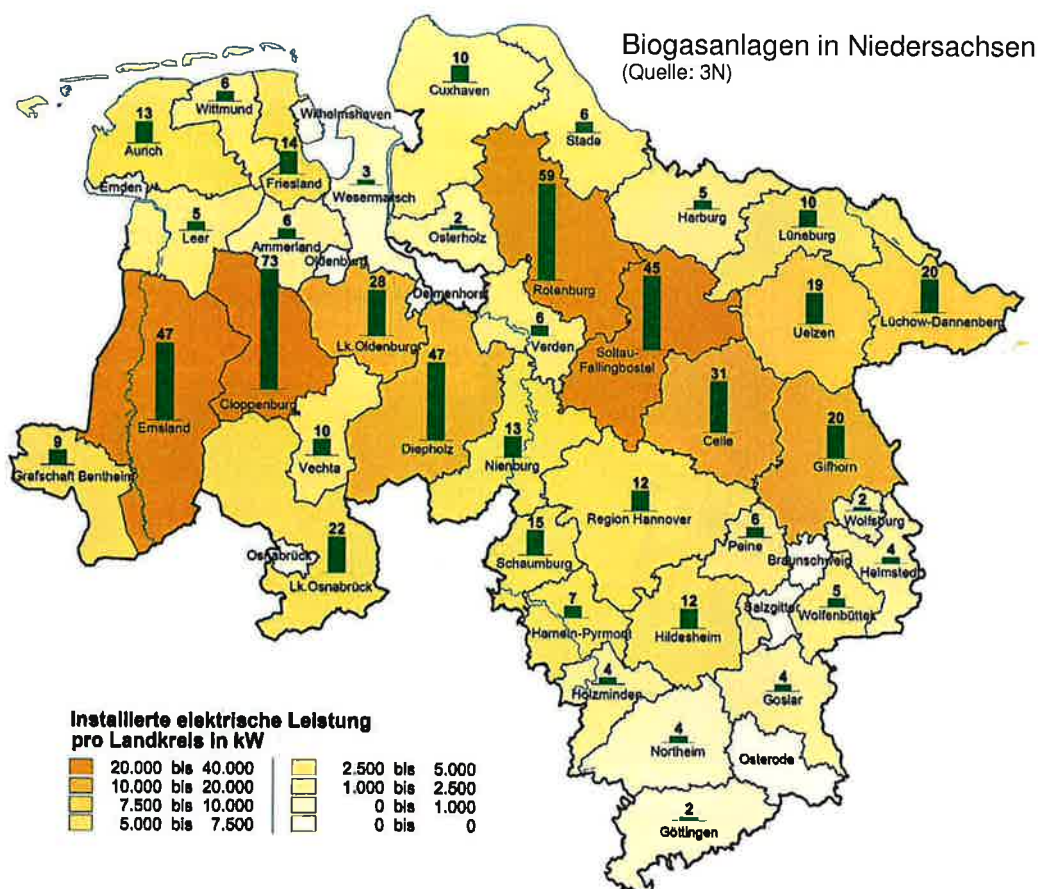 Biogasanlagen in Niedersachsen
(Quelle: 3N)
10
Cuxhaven
6
Wittmund
Wilhelmshaven
13
Aurich
14
Friesland
6
Stade
Emden
3
Wesermarsch
59
Rotenburg
5
Harburg
10
Lüneburg
5
Leer
6
Ammerland
2
Osterholz
Oldenburg
73
Cloppenburg
28
Lk.Oldenburg
Delmenhorst
45
Soltau-
Fallingbostel
19
Uelzen
20
Lüchow-Dannenberg
6
Verden
47
Emsland
47
Diepholz
31
Celle
20
Gifhorn
9
Grafschaft Bentheim
10
Vechta
13
Nienburg
12
Region Hannover
2
Wolfsburg
6
Peine
Braunschweig
4
Helmstedt
Osnabrück
22
Lk.Osnabrück
15
Schaumburg
7
Hameln-Pyrmont
12
Hildesheim
Salzgitter
5
Wolfenbüttel
4
Holzminden
4
Goslar
4
Northeim
Osterode
2
Göttingen
Installierte elektrische Leistung
pro Landkreis in kW
20.000 bis 40.000
10.000 bis 20.000
7.500 bis 10.000
5.000 bis 7.500
2.500 bis 5.000
1.000 bis 2.500
0 bis 1.000
0 bis 0